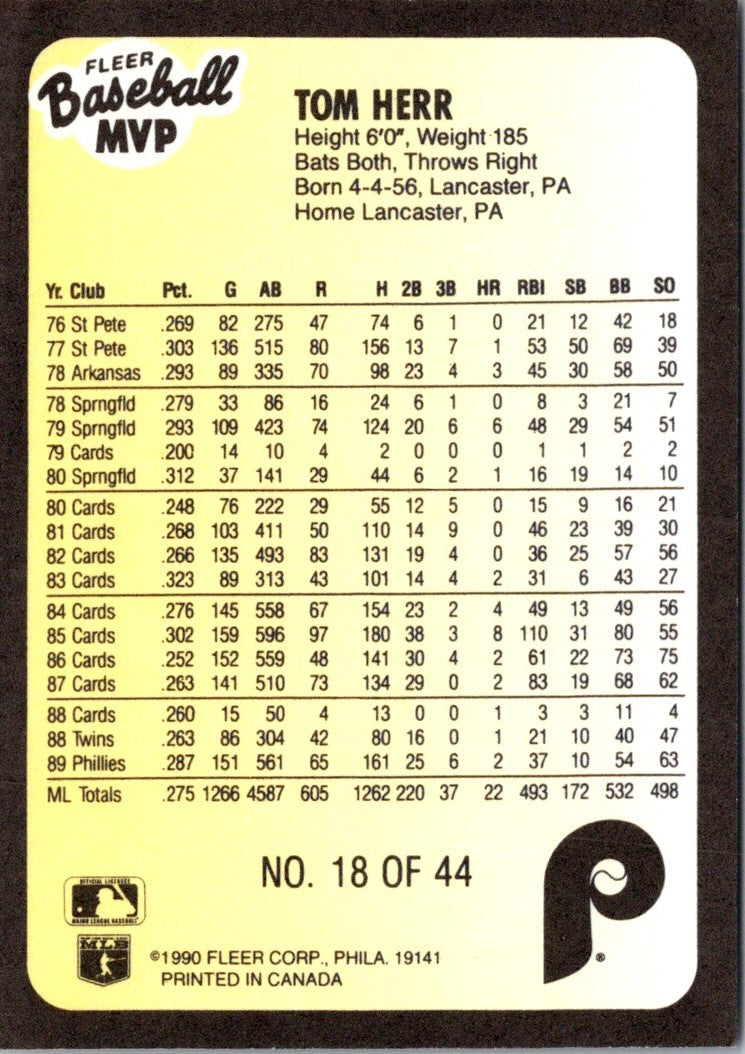 FLEER
Baseball
MVP
TOM HERR
Height 6'0", Weight 185
Bats Both, Throws Right
Born 4-4-56, Lancaster, PA
Home Lancaster, PA
Yr. Club Pct. G AB R H 2B 3B HR RBI SB BB SO
76 St Pete .269 82 275 47 74 6 1 0 21 12 42 18
77 St Pete .303 136 515 80 156 13 7 1 53 50 69 39
78 Arkansas .293 89 335 70 98 23 4 3 45 30 58 50
78 Sprngfld .279 33 86 16 24 6 1 0 8 3 21 7
79 Sprngfld .293 109 423 74 124 20 6 6 48 29 54 51
79 Cards .200 14 10 4 2 0 0 0 1 1 2 2
80 Sprngfld .312 37 141 29 44 6 2 1 16 19 14 10
80 Cards .248 76 222 29 55 12 5 0 15 9 16 21
81 Cards .268 103 411 50 110 14 9 0 46 23 39 30
82 Cards .266 135 493 83 131 19 4 0 36 25 57 56
83 Cards .323 89 313 43 101 14 4 2 31 6 43 27
84 Cards .276 145 558 67 154 23 2 4 49 13 49 56
85 Cards .302 159 596 97 180 38 3 8 110 31 80 55
86 Cards .252 152 559 48 141 30 4 2 61 22 73 75
87 Cards .263 141 510 73 134 29 0 2 83 19 68 62
88 Cards .260 15 50 4 13 0 0 1 3 3 11 4
88 Twins .263 86 304 42 80 16 0 1 21 10 40 47
89 Phillies .287 151 561 65 161 25 6 2 37 10 54 63
ML Totals .275 1266 4587 605 1262 220 37 22 493 172 532 498
NO. 18 OF 44
OFFICIAL LICENSEE
MAJOR LEAGUE BASEBALL
MLB
©1990 FLEER CORP., PHILA. 19141
PRINTED IN CANADA
P
®